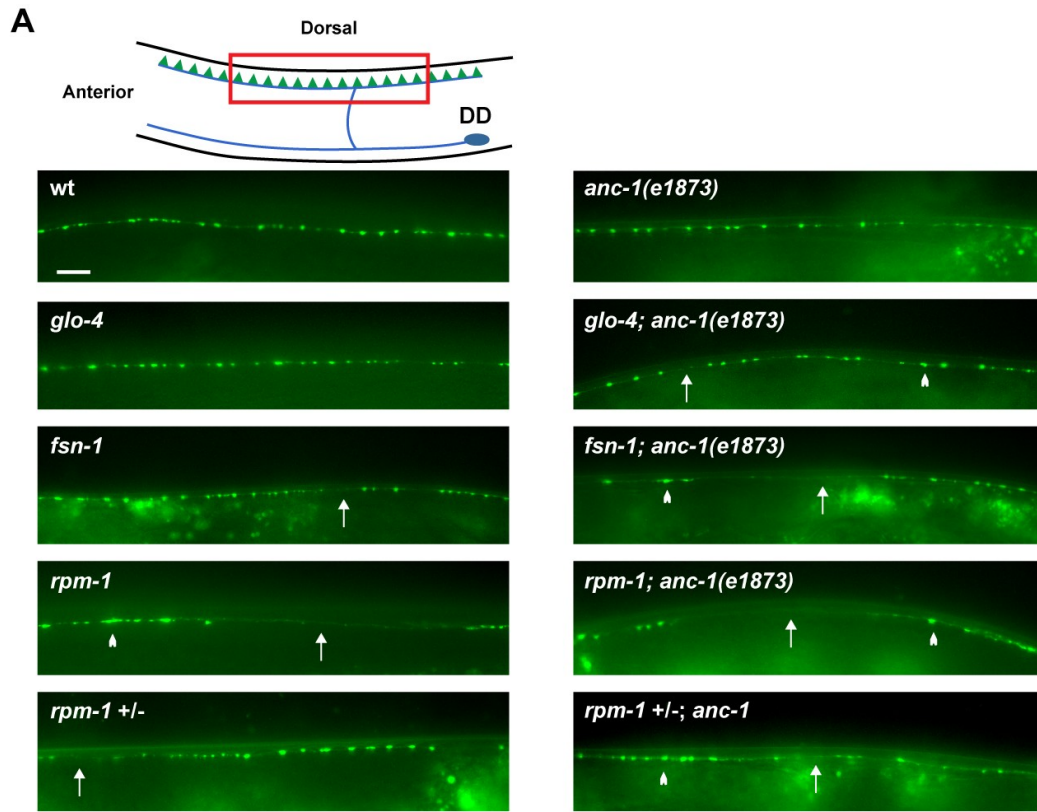 A
Dorsal
Anterior
DD
wt
anc-1(e1873)
glo-4
glo-4; anc-1(e1873)
fsn-1
fsn-1; anc-1(e1873)
rpm-1
rpm-1; anc-1(e1873)
rpm-1 +/-
rpm-1 +/-; anc-1